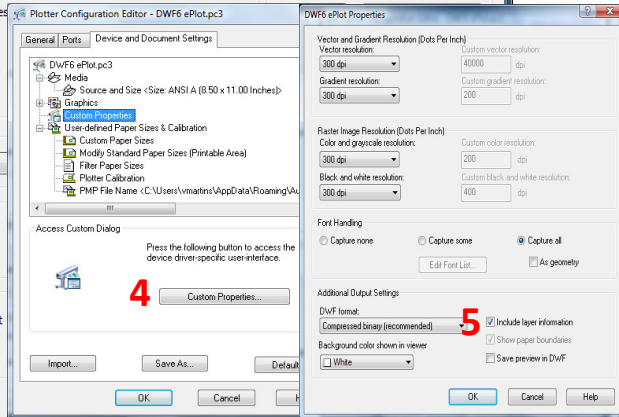 Plotter Configuration Editor - DWF6 ePlot.pc3
General
Ports
Device and Document Settings
DWF6 ePlot.pc3
Media
Source and Size <Size: ANSI A (8.50 x 11.00 Inches)>
Graphics
Custom Properties
User-defined Paper Sizes & Calibration
Custom Paper Sizes
Modify Standard Paper Sizes (Printable Area)
Filter Paper Sizes
Plotter Calibration
PMP File Name <C:\Users\vmartins\AppData\Roaming\Au
Access Custom Dialog
Press the following button to access the
device driver-specific user-interface.
4
Custom Properties...
Import...
Save As...
Default
OK
Cancel
H
DWF6 ePlot Properties
Vector and Gradient Resolution (Dots Per Inch)
Vector resolution:
Custom vector resolution:
300 dpi
40000
dpi
Gradient resolution:
Custom gradient resolution:
300 dpi
200
dpi
Raster Image Resolution (Dots Per Inch)
Color and grayscale resolution:
Custom color resolution:
300 dpi
200
dpi
Black and white resolution:
Custom black and white resolution:
300 dpi
400
dpi
Font Handling
Capture none
Capture some
Capture all
Edit Font List...
As geometry
Additional Output Settings
DWF format:
Compressed binary (recommended)
5
Include layer information
Show paper boundaries
Background color shown in viewer
White
Save preview in DWF
OK
Cancel
Help